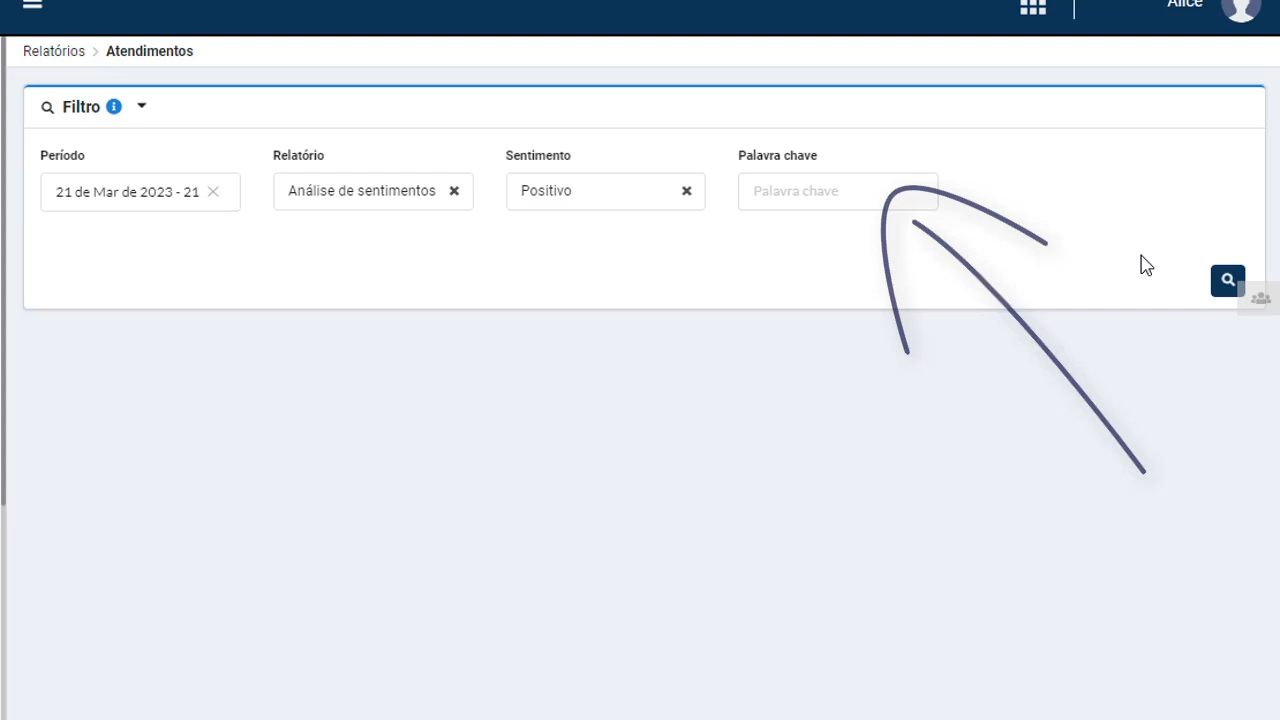 Alice
Relatórios > Atendimentos
Filtro
Período
Relatório
Sentimento
Palavra chave
21 de Mar de 2023 - 21
Análise de sentimentos
Positivo
Palavra chave